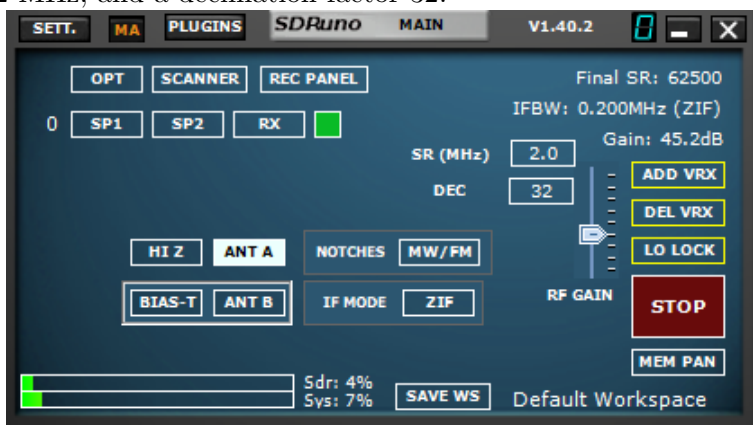 SETT. MA PLUGINS SDRuno MAIN V1.40.2 0
OPT SCANNER REC PANEL Final SR: 62500
IFBW: 0.200MHz (ZIF)
0 SP1 SP2 RX
Gain: 45.2dB
SR (MHz) 2.0
ADD VRX
DEC 32
DEL VRX
HI Z ANT A NOTCHES MW/FM LO LOCK
BIAS-T ANT B IF MODE ZIF RF GAIN STOP
MEM PAN
Sdr: 4%
Sys: 7% SAVE WS Default Workspace